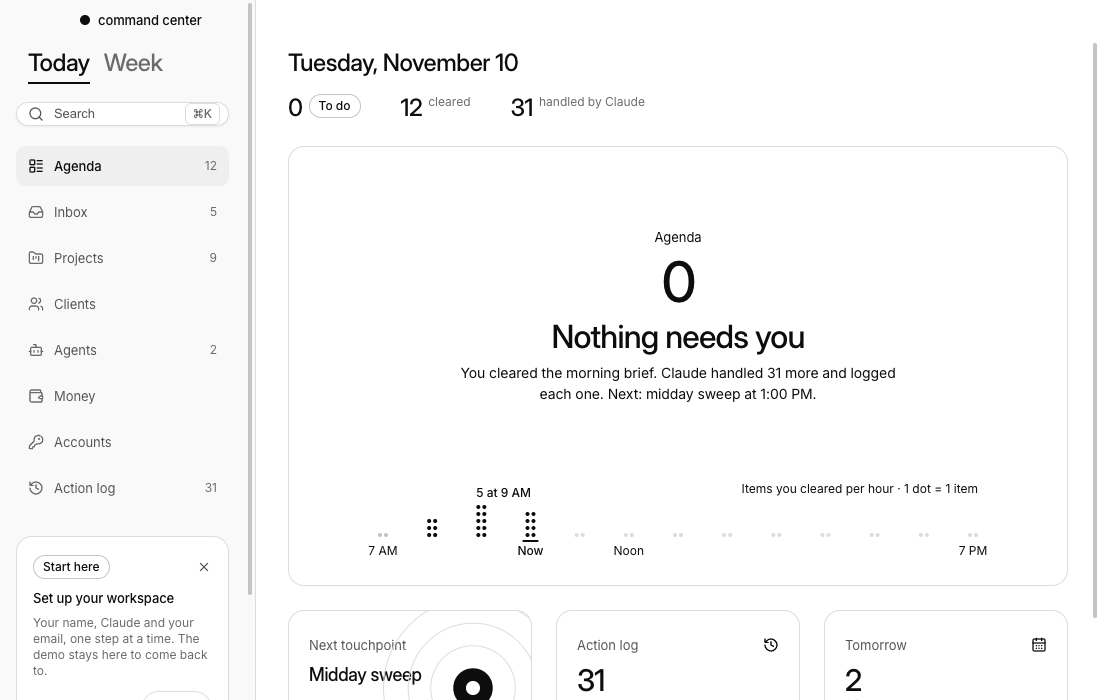 command center
Today Week
Search ⌘K
Agenda 12
Inbox 5
Projects 9
Clients
Agents 2
Money
Accounts
Action log 31
Start here
Set up your workspace
Your name, Claude and your
email, one step at a time. The
demo stays here to come back
to.
Tuesday, November 10
0 To do 12 cleared 31 handled by Claude
Agenda
0
Nothing needs you
You cleared the morning brief. Claude handled 31 more and logged
each one. Next: midday sweep at 1:00 PM.
5 at 9 AM
Items you cleared per hour · 1 dot = 1 item
7 AM Now Noon 7 PM
Next touchpoint
Midday sweep
Action log
31
Tomorrow
2